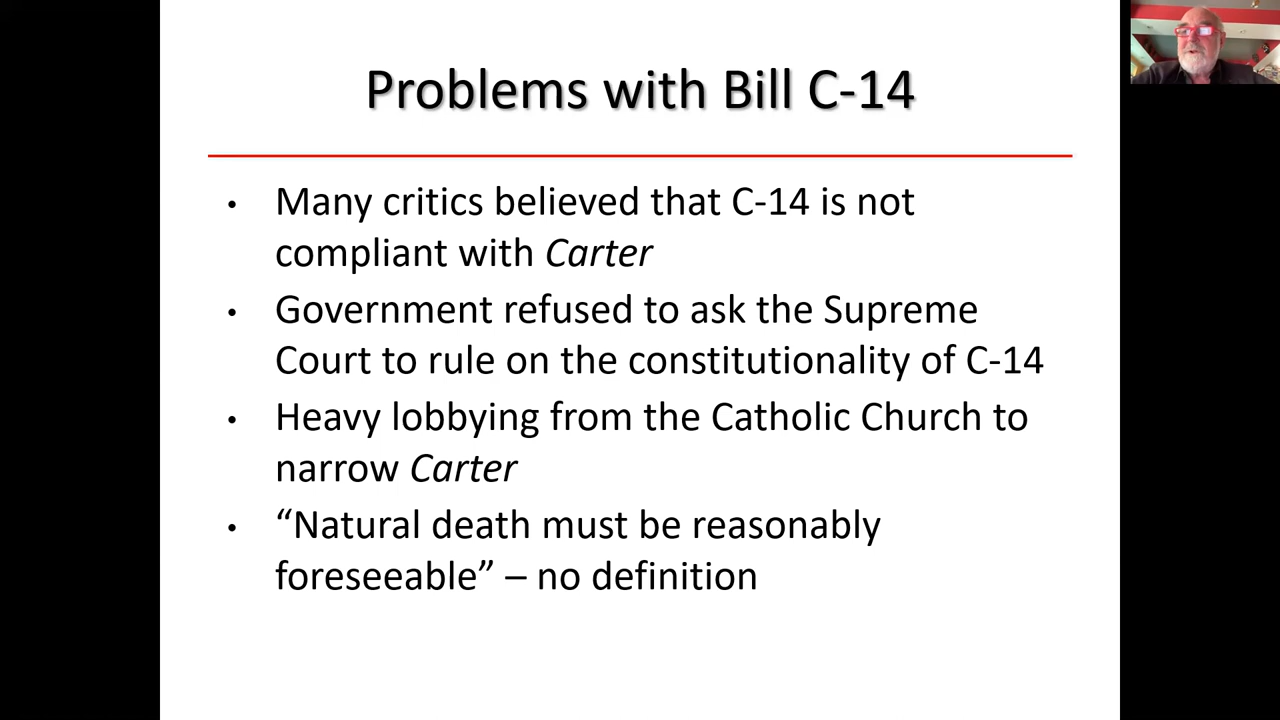 Problems with Bill C-14
• Many critics believed that C-14 is not
compliant with Carter
• Government refused to ask the Supreme
Court to rule on the constitutionality of C-14
• Heavy lobbying from the Catholic Church to
narrow Carter
• “Natural death must be reasonably
foreseeable” – no definition